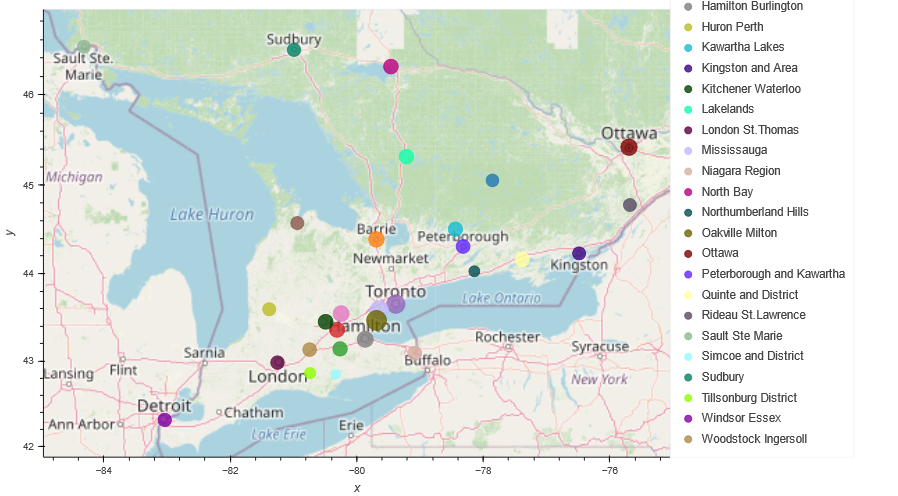 Sudbury
Sault Ste.
Marie
46
Ottawa
45
Michigan
Lake Huron
y
Barrie
Peterborough
Newmarket
Kingston
44
Toronto
Lake Ontario
Hamilton
Rochester
Syracuse
Sarnia
Buffalo
43
Lansing
Flint
London
New York
Detroit
Chatham
Ann Arbor
Lake Erie
Erie
42
−84
−82
−80
−78
−76
x
Hamilton Burlington
Huron Perth
Kawartha Lakes
Kingston and Area
Kitchener Waterloo
Lakelands
London St.Thomas
Mississauga
Niagara Region
North Bay
Northumberland Hills
Oakville Milton
Ottawa
Peterborough and Kawartha
Quinte and District
Rideau St.Lawrence
Sault Ste Marie
Simcoe and District
Sudbury
Tillsonburg District
Windsor Essex
Woodstock Ingersoll